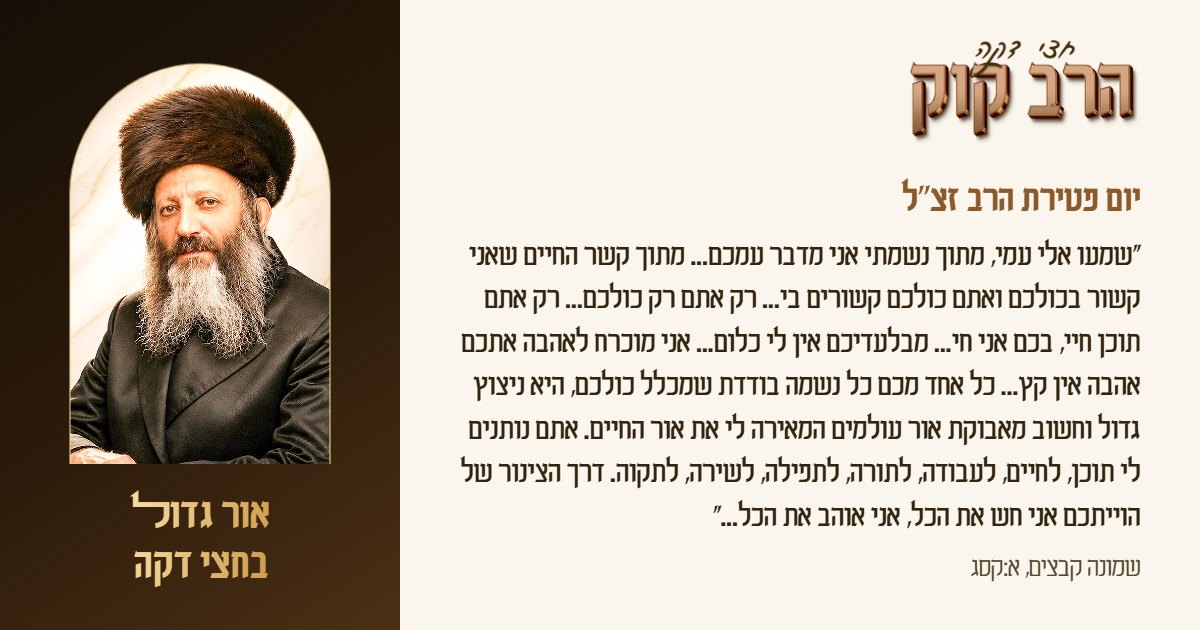 חצי דקה
הרב קוק
יום פטירת הרב זצ"ל
"שמעו אלי עמי, מתוך נשמתי אני מדבר עמכם... מתוך קשר החיים שאני
קשור בכולכם ואתם כולכם קשורים בי... רק אתם רק כולכם... רק אתם
תוכן חיי, בכם אני חי... מבלעדיכם אין לי כלום... אני מוכרח לאהבה אתכם
אהבה אין קץ... כל אחד מכם כל נשמה בודדת שמכלל כולכם, היא ניצוץ
גדול וחשוב מאבוקת אור עולמים המאירה לי את אור החיים. אתם נותנים
לי תוכן, לחיים, לעבודה, לתורה, לתפילה, לשירה, לתקוה. דרך הצינור של
הוייתכם אני חש את הכל, אני אוהב את הכל..."
שמונה קבצים, א:קסג
אור גדול
בחצי דקה